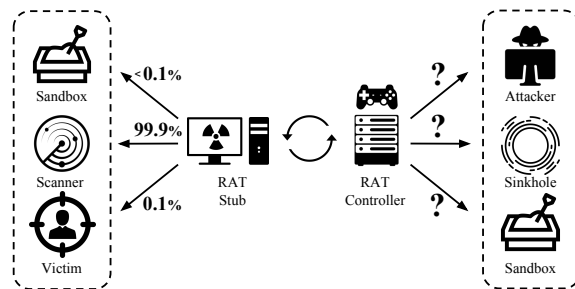 <0.1%
Sandbox
99.9%
Scanner
0.1%
Victim
RAT
Stub
RAT
Controller
?
?
?
Attacker
Sinkhole
Sandbox